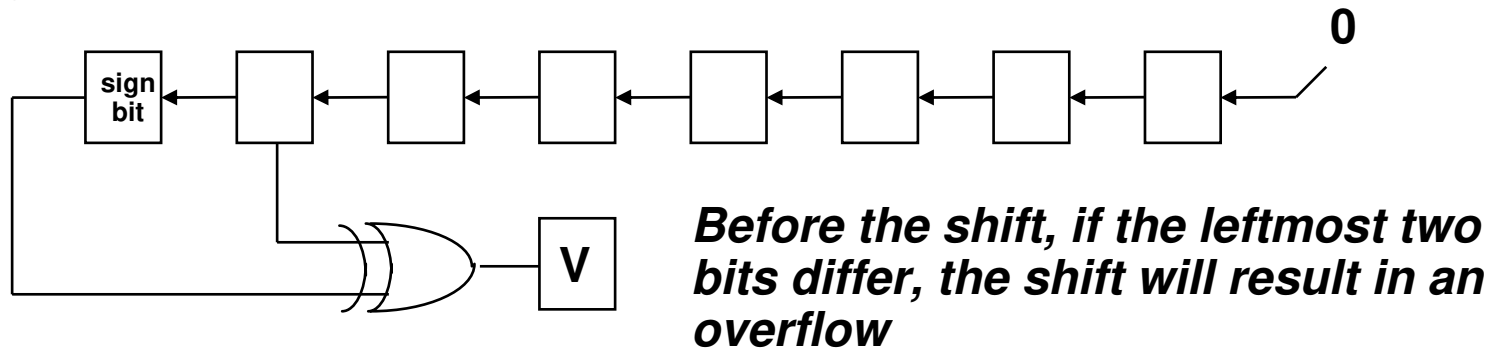 0
sign
bit
V
Before the shift, if the leftmost two
bits differ, the shift will result in an
overflow